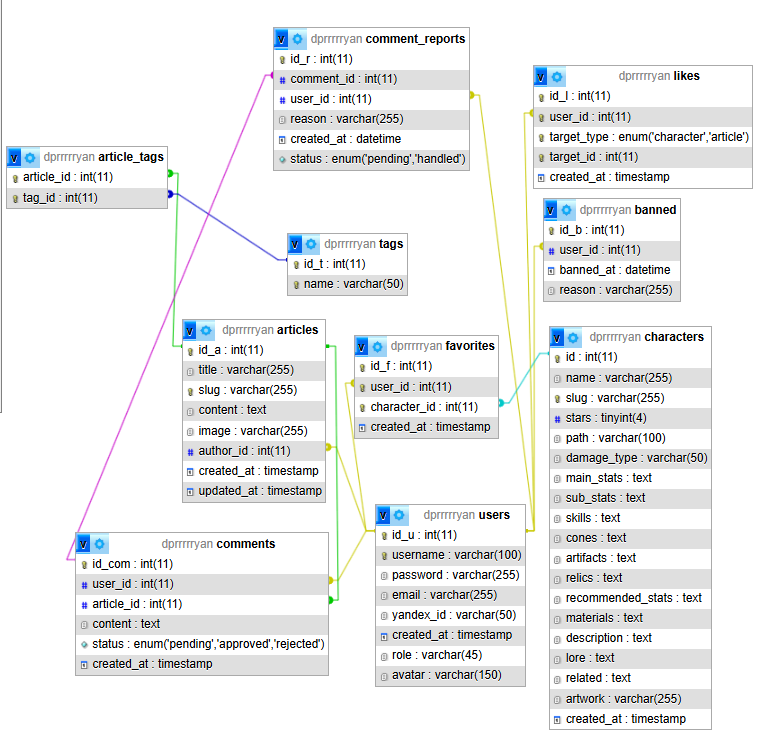 dprrrrryan comment_reports
id_r : int(11)
comment_id : int(11)
user_id : int(11)
reason : varchar(255)
created_at : datetime
status : enum('pending','handled')
dprrrrryan likes
id_l : int(11)
user_id : int(11)
target_type : enum('character','article')
target_id : int(11)
created_at : timestamp
dprrrrryan article_tags
article_id : int(11)
tag_id : int(11)
dprrrrryan banned
id_b : int(11)
user_id : int(11)
banned_at : datetime
reason : varchar(255)
dprrrrryan tags
id_t : int(11)
name : varchar(50)
dprrrrryan articles
id_a : int(11)
title : varchar(255)
slug : varchar(255)
content : text
image : varchar(255)
author_id : int(11)
created_at : timestamp
updated_at : timestamp
dprrrrryan favorites
id_f : int(11)
user_id : int(11)
character_id : int(11)
created_at : timestamp
dprrrrryan characters
id : int(11)
name : varchar(255)
slug : varchar(255)
stars : tinyint(4)
path : varchar(100)
damage_type : varchar(50)
main_stats : text
sub_stats : text
skills : text
cones : text
artifacts : text
relics : text
recommended_stats : text
materials : text
description : text
lore : text
related : text
artwork : varchar(255)
created_at : timestamp
dprrrrryan users
id_u : int(11)
username : varchar(100)
password : varchar(255)
email : varchar(255)
yandex_id : varchar(50)
created_at : timestamp
role : varchar(45)
avatar : varchar(150)
dprrrrryan comments
id_com : int(11)
user_id : int(11)
article_id : int(11)
content : text
status : enum('pending','approved','rejected')
created_at : timestamp